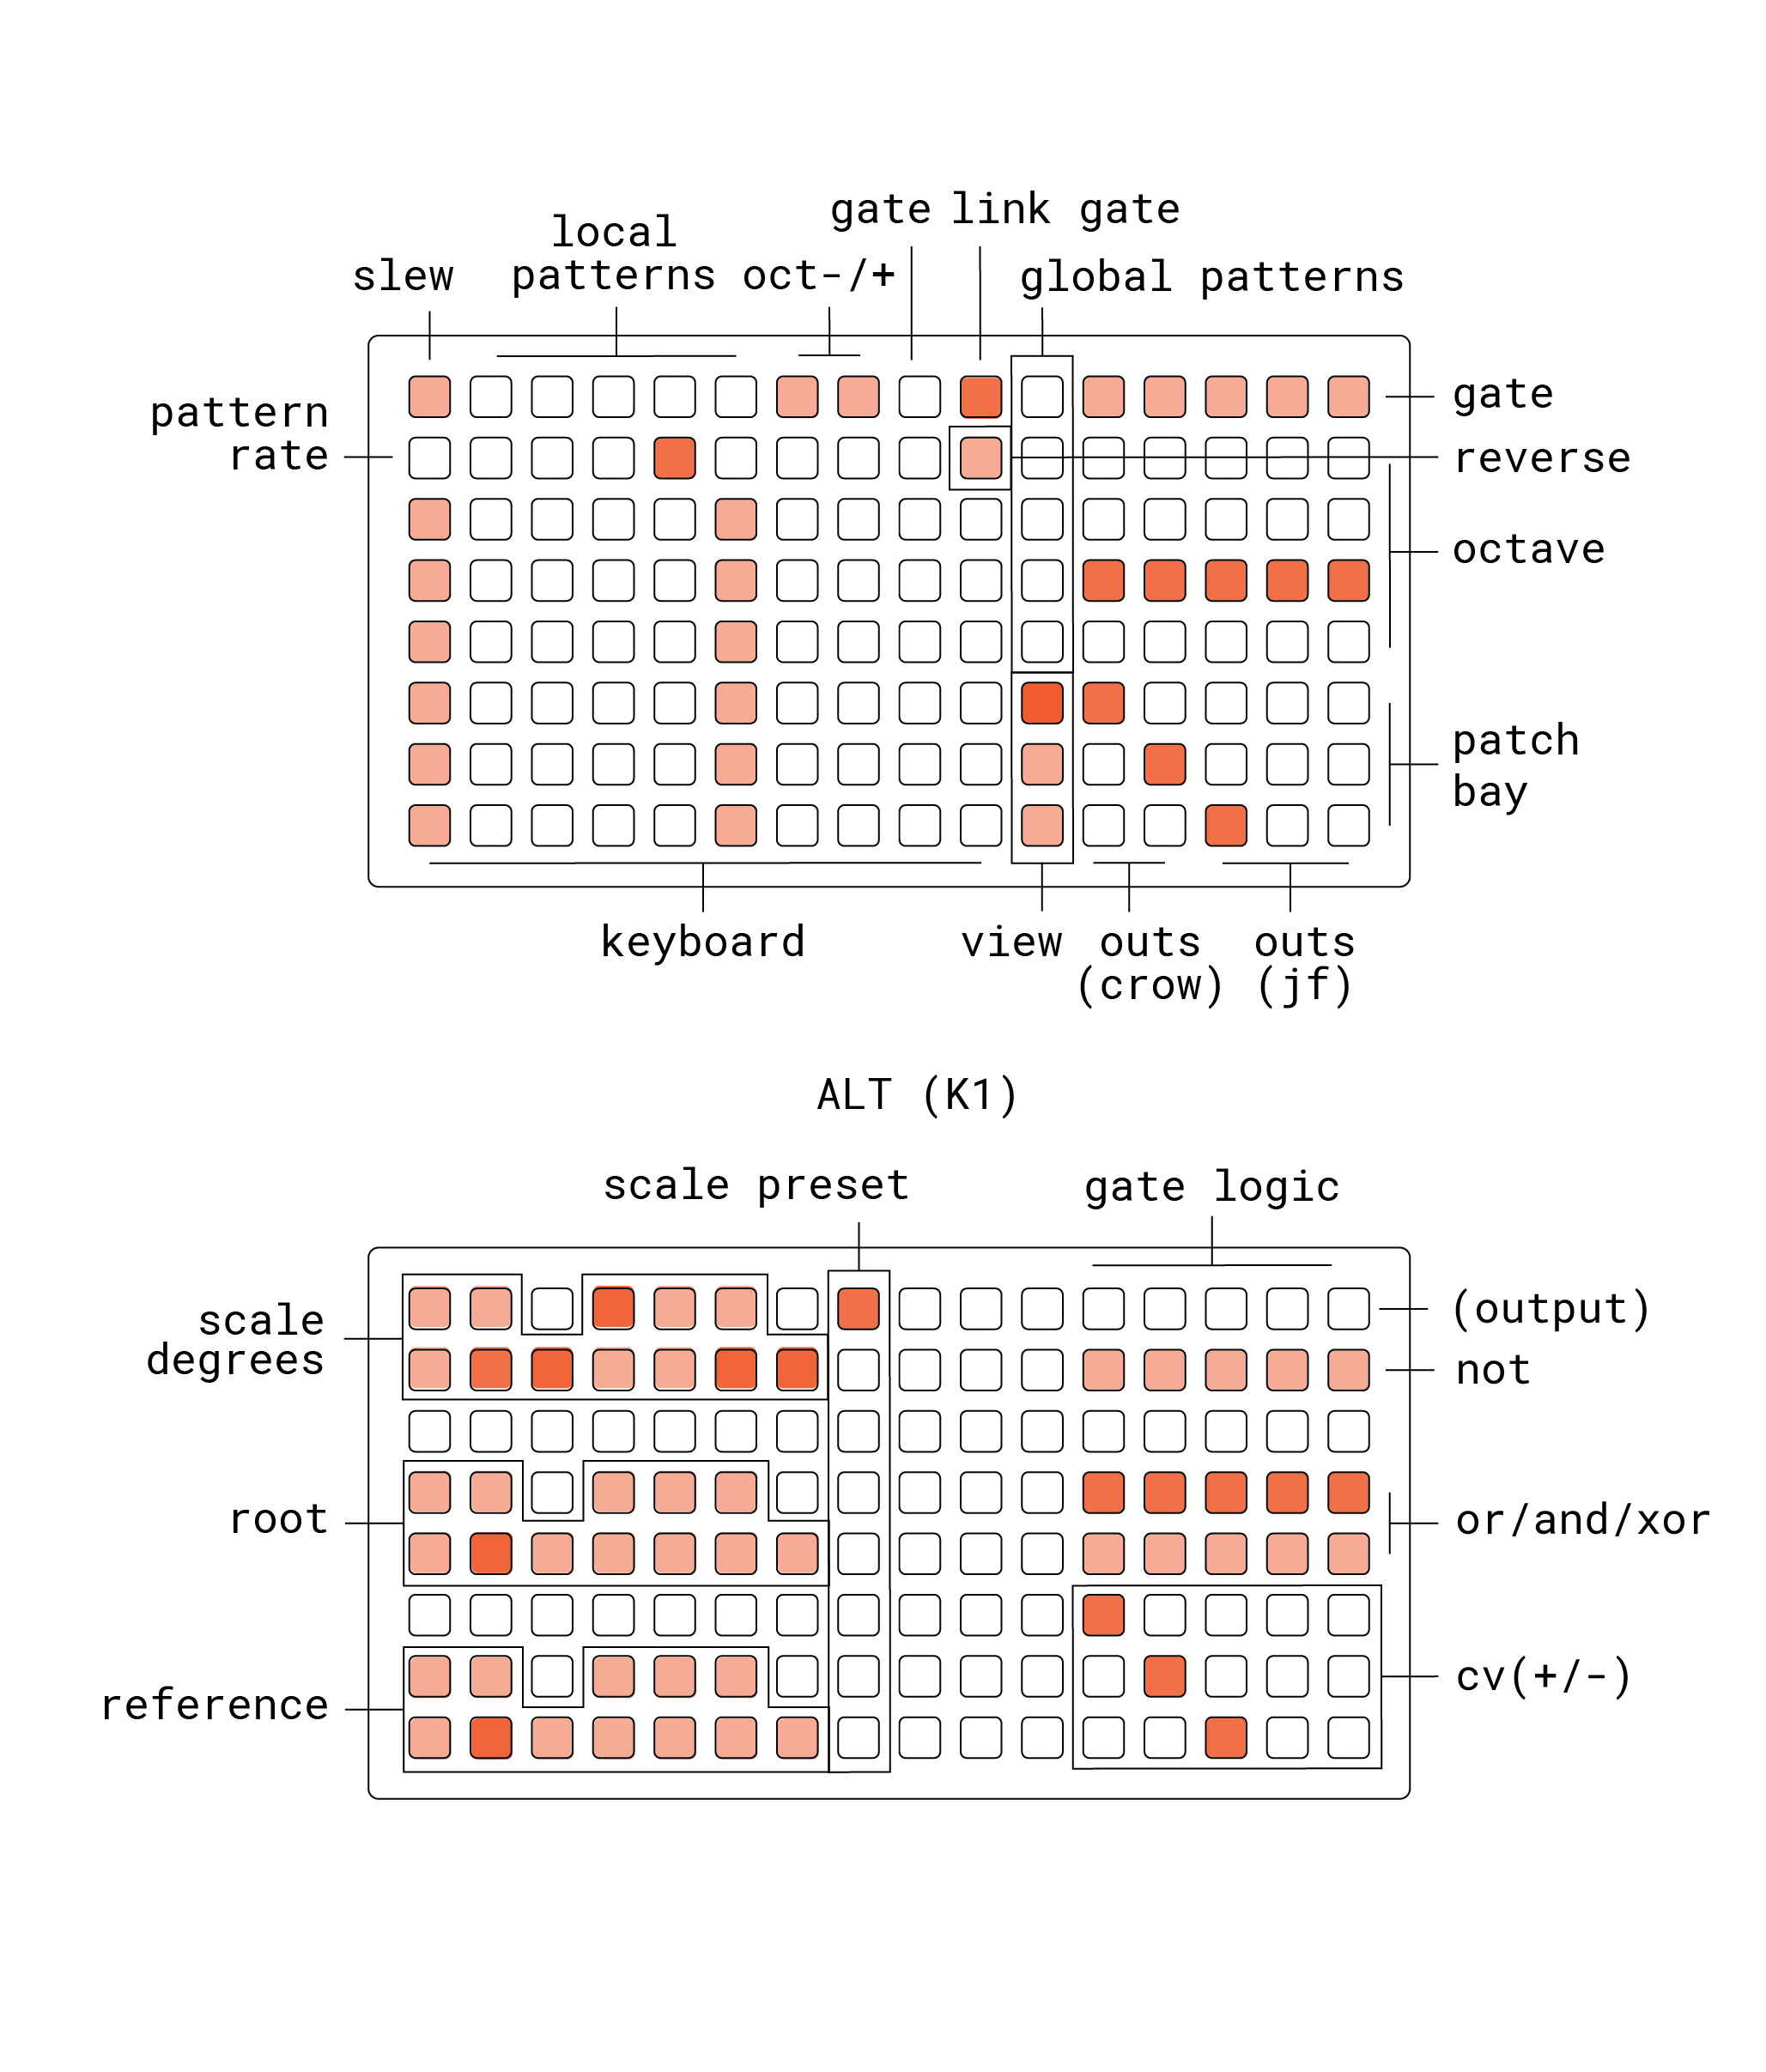 gate link gate
local
slew patterns oct-/+ global patterns
pattern
rate
gate
reverse
octave
patch
bay
keyboard view outs outs
(crow) (jf)
ALT (K1)
scale preset gate logic
scale
degrees
(output)
not
root
or/and/xor
reference
cv(+/-)